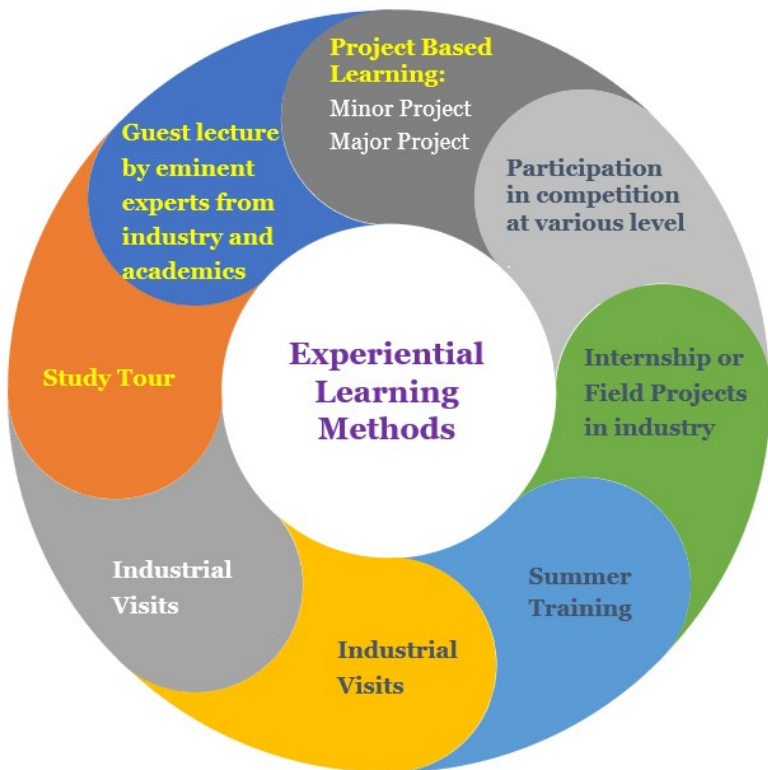 Project Based
Learning:
Minor Project
Major Project
Participation
in competition
at various level
Internship or
Field Projects
in industry
Summer
Training
Industrial
Visits
Industrial
Visits
Study Tour
Guest lecture
by eminent
experts from
industry and
academics
Experiential
Learning
Methods